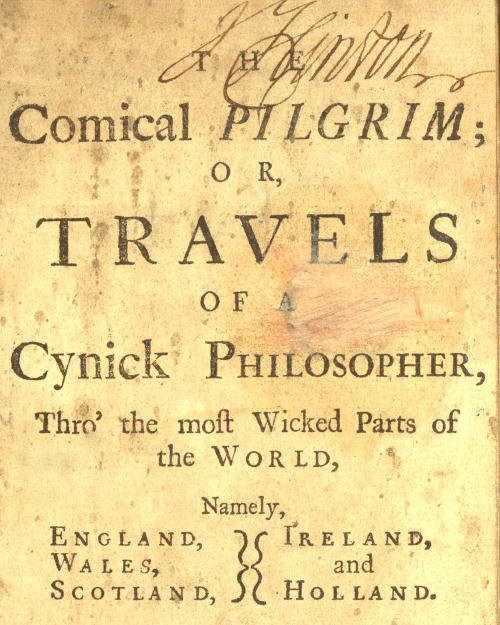 J Hinton
THE
Comical PILGRIM;
OR,
TRAVELS
OF A
Cynick PHILOSOPHER,
Thro' the moſt Wicked Parts of
the WORLD,
Namely,
ENGLAND, IRELAND,
WALES, and
SCOTLAND, HOLLAND.